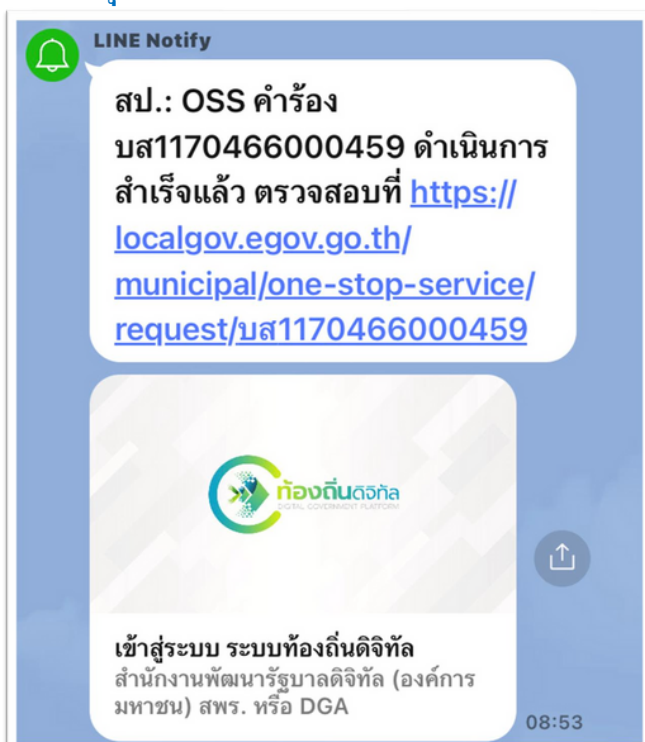 LINE Notify
สป.: OSS คำร้อง
บส1170466000459 ดำเนินการ
สำเร็จแล้ว ตรวจสอบที่ https://
localgov.egov.go.th/
municipal/one-stop-service/
request/บส1170466000459
ท้องถิ่นดิจิทัล
DIGITAL GOVERNMENT PLATFORM
เข้าสู่ระบบ ระบบท้องถิ่นดิจิทัล
สำนักงานพัฒนารัฐบาลดิจิทัล (องค์การ
มหาชน) สพร. หรือ DGA
08:53